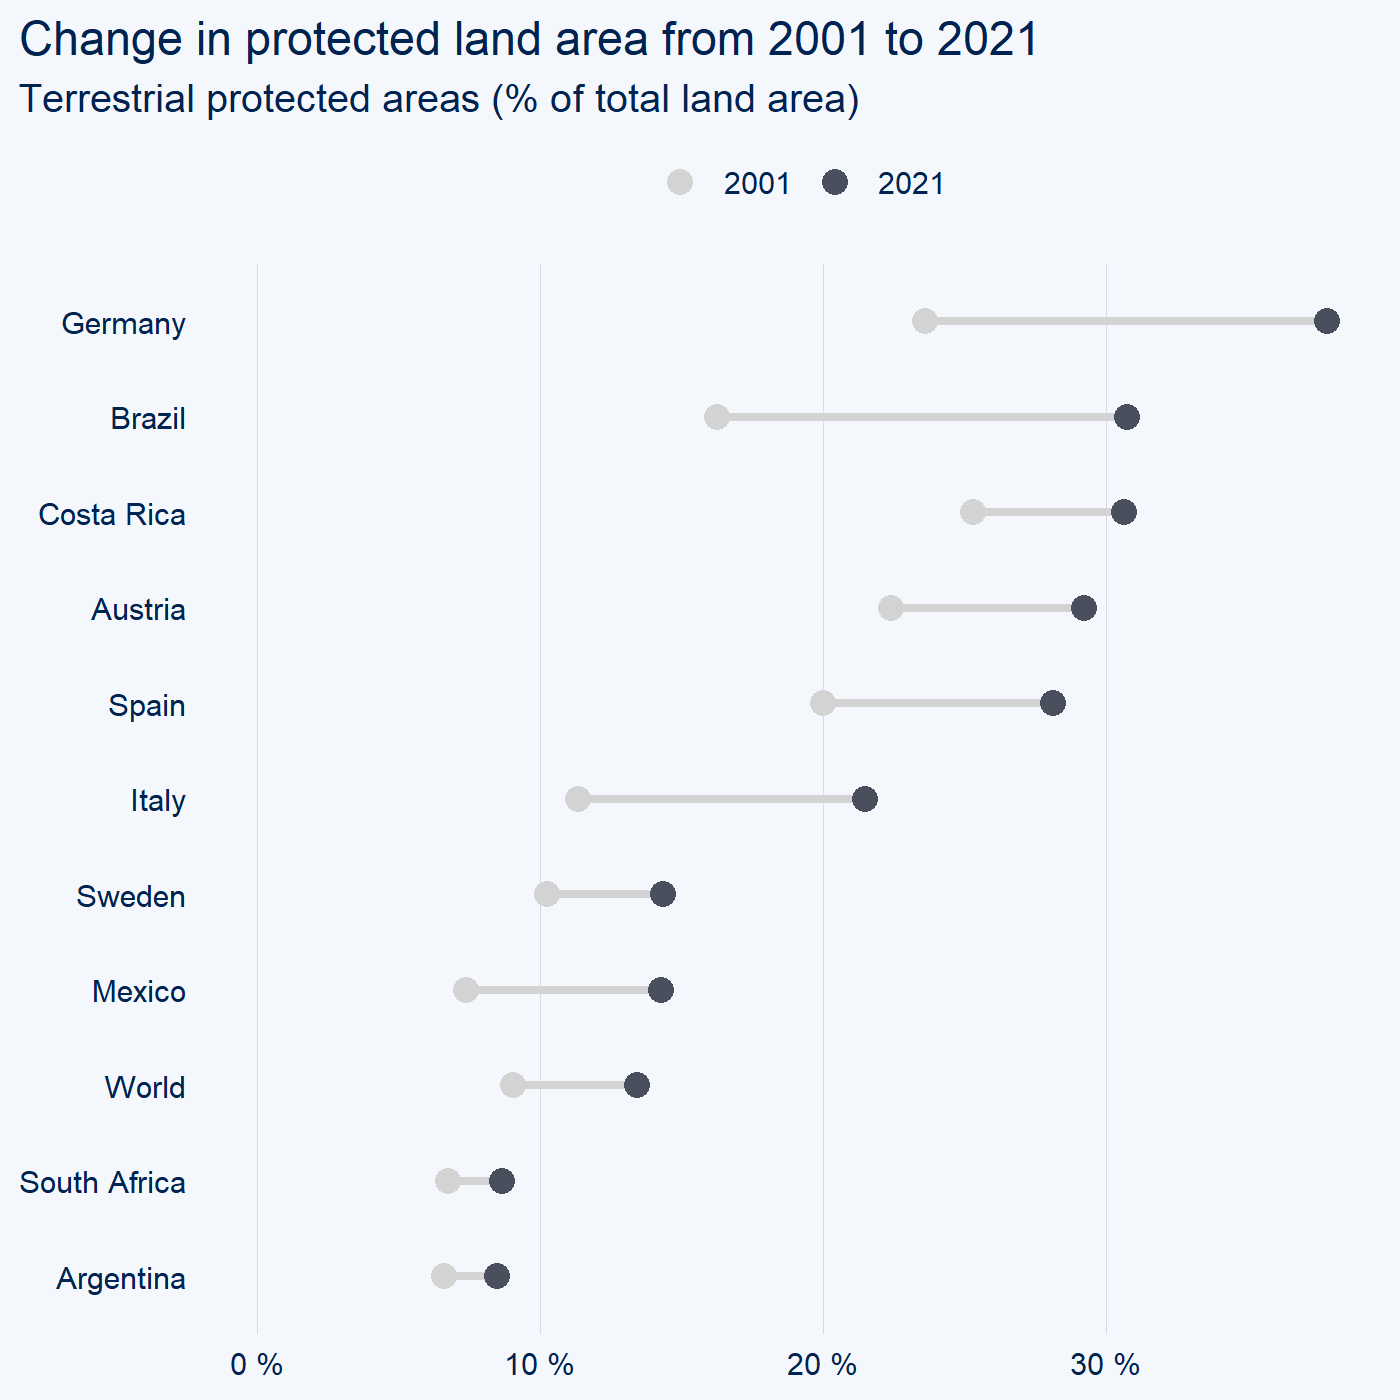 Change in protected land area from 2001 to 2021
Terrestrial protected areas (% of total land area)
2001 2021
Germany
Brazil
Costa Rica
Austria
Spain
Italy
Sweden
Mexico
World
South Africa
Argentina
0 % 10 % 20 % 30 %